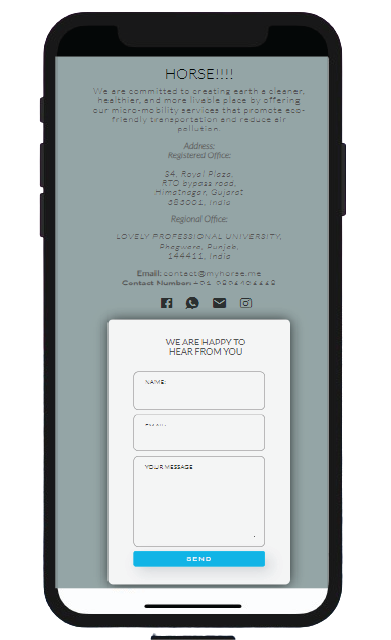 HORSE!!!!
We are committed to creating earth a cleaner,
healthier, and more livable place by offering
our micro-mobility services that promote eco-
friendly transportation and reduce air
pollution.
Address:
Registered Office:
34, Royal Plaza,
RTO bypass road,
Himatnagar, Gujarat
383001, India
Regional Office:
LOVELY PROFESSIONAL UNIVERSITY,
Phagwara, Punjab,
144411, India
Email: contact@myhorse.me
Contact Number: +91
WE ARE HAPPY TO
HEAR FROM YOU
NAME:
EMAIL:
YOUR MESSAGE
SEND